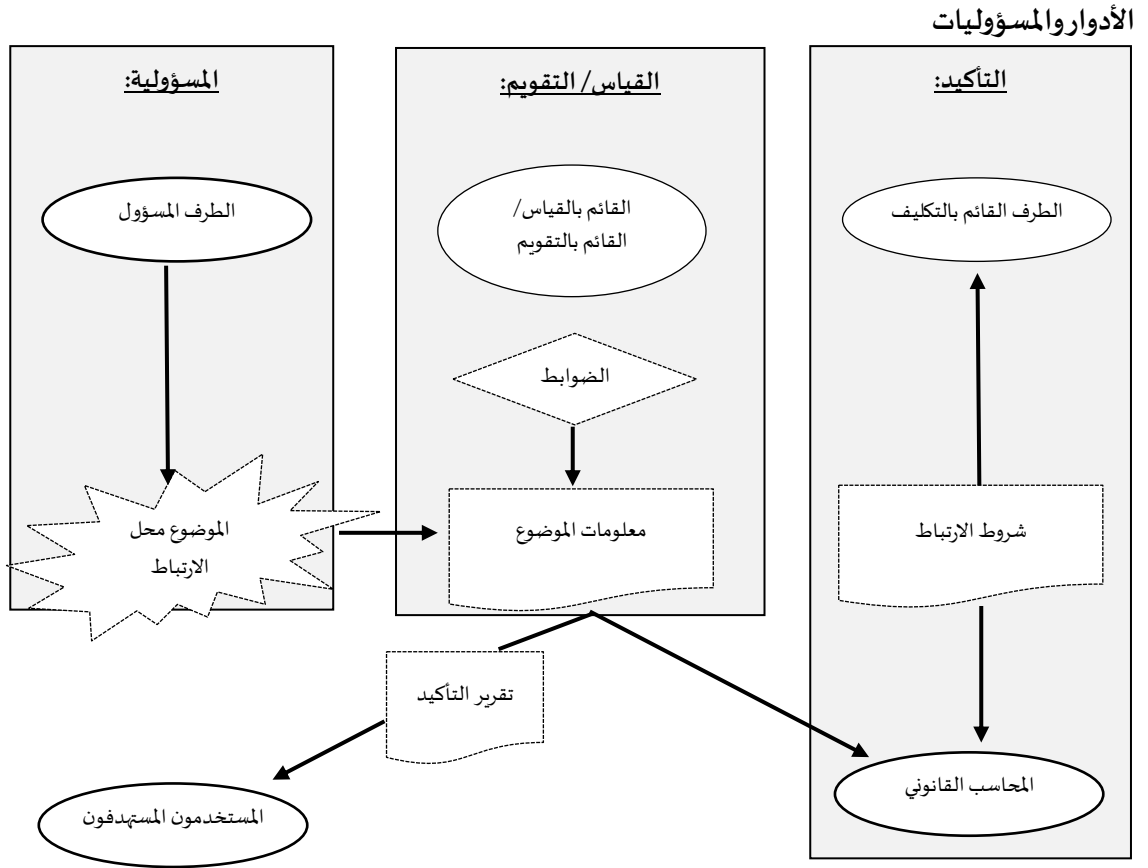 الأدوار والمسؤوليات
التأكيد:
القياس/ التقويم:
المسؤولية:
الطرف القائم بالتكليف
القائم بالقياس/
القائم بالتقويم
الطرف المسؤول
الضوابط
شروط الارتباط
معلومات الموضوع
الموضوع محل
الارتباط
تقرير التأكيد
المحاسب القانوني
المستخدمون المستهدفون